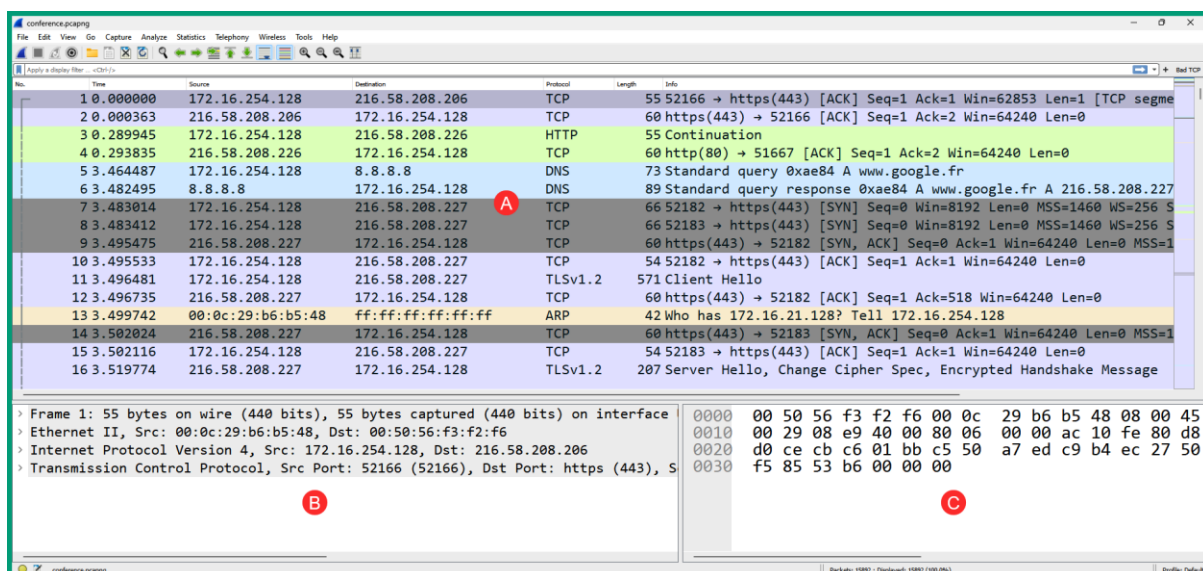 conference.pcapng
File Edit View Go Capture Analyze Statistics Telephony Wireless Tools Help
Apply a display filter ... <Ctrl-/> + Bad TCP
No. Time Source Destination Protocol Length Info
1 0.000000 172.16.254.128 216.58.208.206 TCP 55 52166 → https(443) [ACK] Seq=1 Ack=1 Win=62853 Len=1 [TCP segme
2 0.000363 216.58.208.206 172.16.254.128 TCP 60 https(443) → 52166 [ACK] Seq=1 Ack=2 Win=64240 Len=0
3 0.289945 172.16.254.128 216.58.208.226 HTTP 55 Continuation
4 0.293835 216.58.208.226 172.16.254.128 TCP 60 http(80) → 51667 [ACK] Seq=1 Ack=2 Win=64240 Len=0
5 3.464487 172.16.254.128 8.8.8.8 DNS 73 Standard query 0xae84 A www.google.fr
6 3.482495 8.8.8.8 172.16.254.128 DNS 89 Standard query response 0xae84 A www.google.fr A 216.58.208.227
A
7 3.483014 172.16.254.128 216.58.208.227 TCP 66 52182 → https(443) [SYN] Seq=0 Win=8192 Len=0 MSS=1460 WS=256 S
8 3.483412 172.16.254.128 216.58.208.227 TCP 66 52183 → https(443) [SYN] Seq=0 Win=8192 Len=0 MSS=1460 WS=256 S
9 3.495475 216.58.208.227 172.16.254.128 TCP 60 https(443) → 52182 [SYN, ACK] Seq=0 Ack=1 Win=64240 Len=0 MSS=1
10 3.495533 172.16.254.128 216.58.208.227 TCP 54 52182 → https(443) [ACK] Seq=1 Ack=1 Win=64240 Len=0
11 3.496481 172.16.254.128 216.58.208.227 TLSv1.2 571 Client Hello
12 3.496735 216.58.208.227 172.16.254.128 TCP 60 https(443) → 52182 [ACK] Seq=1 Ack=518 Win=64240 Len=0
13 3.499742 00:0c:29:b6:b5:48 ff:ff:ff:ff:ff:ff ARP 42 Who has 172.16.21.128? Tell 172.16.254.128
14 3.502024 216.58.208.227 172.16.254.128 TCP 60 https(443) → 52183 [SYN, ACK] Seq=0 Ack=1 Win=64240 Len=0 MSS=1
15 3.502116 172.16.254.128 216.58.208.227 TCP 54 52183 → https(443) [ACK] Seq=1 Ack=1 Win=64240 Len=0
16 3.519774 216.58.208.227 172.16.254.128 TLSv1.2 207 Server Hello, Change Cipher Spec, Encrypted Handshake Message
> Frame 1: 55 bytes on wire (440 bits), 55 bytes captured (440 bits) on interface
> Ethernet II, Src: 00:0c:29:b6:b5:48, Dst: 00:50:56:f3:f2:f6
> Internet Protocol Version 4, Src: 172.16.254.128, Dst: 216.58.208.206
> Transmission Control Protocol, Src Port: 52166 (52166), Dst Port: https (443), S
B
0000 00 50 56 f3 f2 f6 00 0c 29 b6 b5 48 08 00 45
0010 00 29 08 e9 40 00 80 06 00 00 ac 10 fe 80 d8
0020 d0 ce cb c6 01 bb c5 50 a7 ed c9 b4 ec 27 50
0030 f5 85 53 b6 00 00 00
C
conference.pcapng Packets: 15892 · Displayed: 15892 (100.0%) Profile: Default